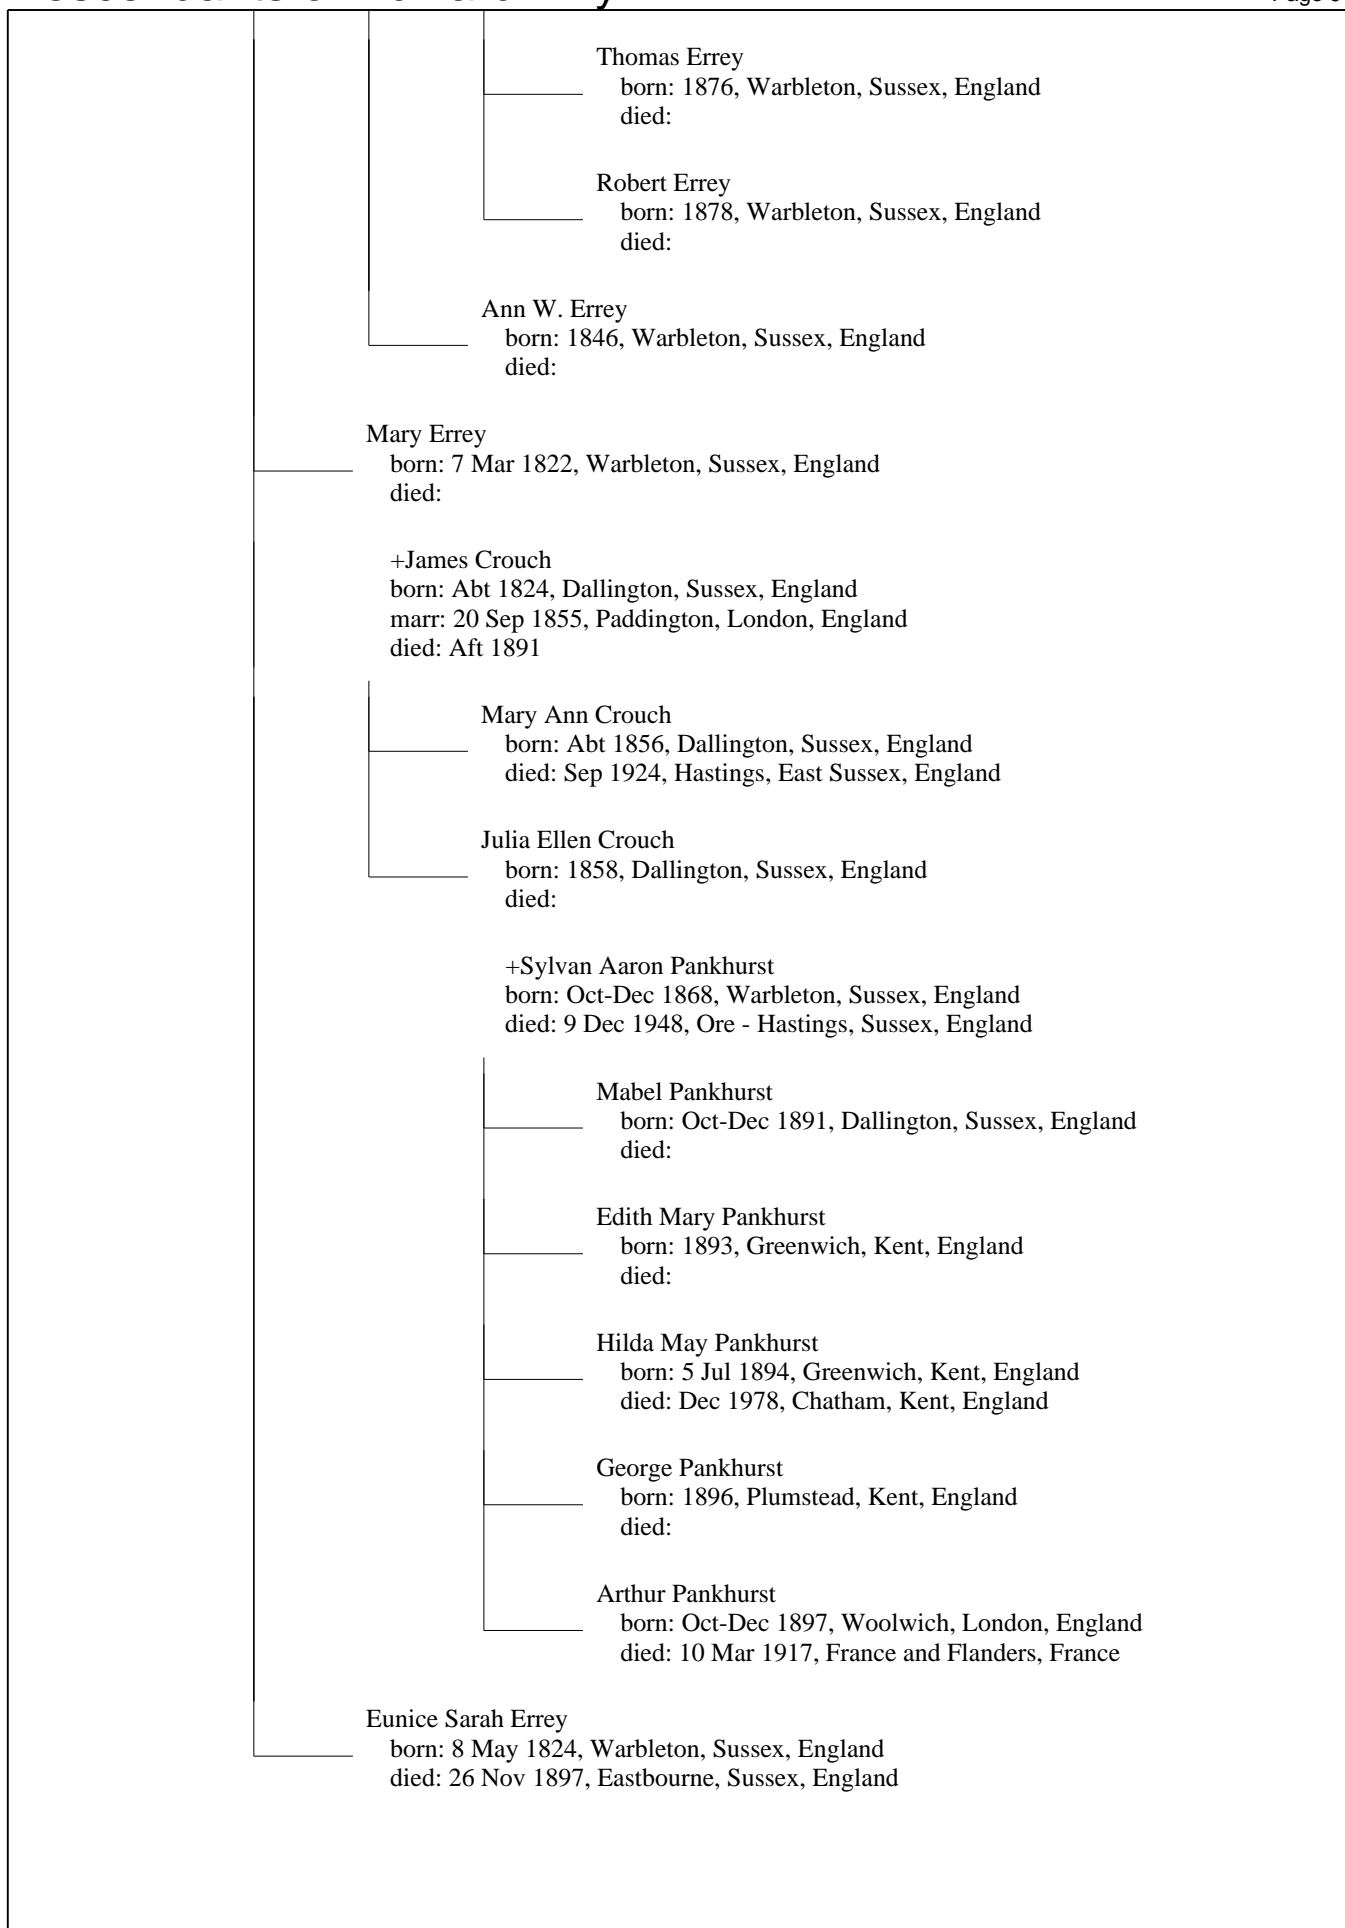 Thomas Errey
born: 1876, Warbleton, Sussex, England
died:
Robert Errey
born: 1878, Warbleton, Sussex, England
died:
Ann W. Errey
born: 1846, Warbleton, Sussex, England
died:
Mary Errey
born: 7 Mar 1822, Warbleton, Sussex, England
died:
+James Crouch
born: Abt 1824, Dallington, Sussex, England
marr: 20 Sep 1855, Paddington, London, England
died: Aft 1891
Mary Ann Crouch
born: Abt 1856, Dallington, Sussex, England
died: Sep 1924, Hastings, East Sussex, England
Julia Ellen Crouch
born: 1858, Dallington, Sussex, England
died:
+Sylvan Aaron Pankhurst
born: Oct-Dec 1868, Warbleton, Sussex, England
died: 9 Dec 1948, Ore - Hastings, Sussex, England
Mabel Pankhurst
born: Oct-Dec 1891, Dallington, Sussex, England
died:
Edith Mary Pankhurst
born: 1893, Greenwich, Kent, England
died:
Hilda May Pankhurst
born: 5 Jul 1894, Greenwich, Kent, England
died: Dec 1978, Chatham, Kent, England
George Pankhurst
born: 1896, Plumstead, Kent, England
died:
Arthur Pankhurst
born: Oct-Dec 1897, Woolwich, London, England
died: 10 Mar 1917, France and Flanders, France
Eunice Sarah Errey
born: 8 May 1824, Warbleton, Sussex, England
died: 26 Nov 1897, Eastbourne, Sussex, England